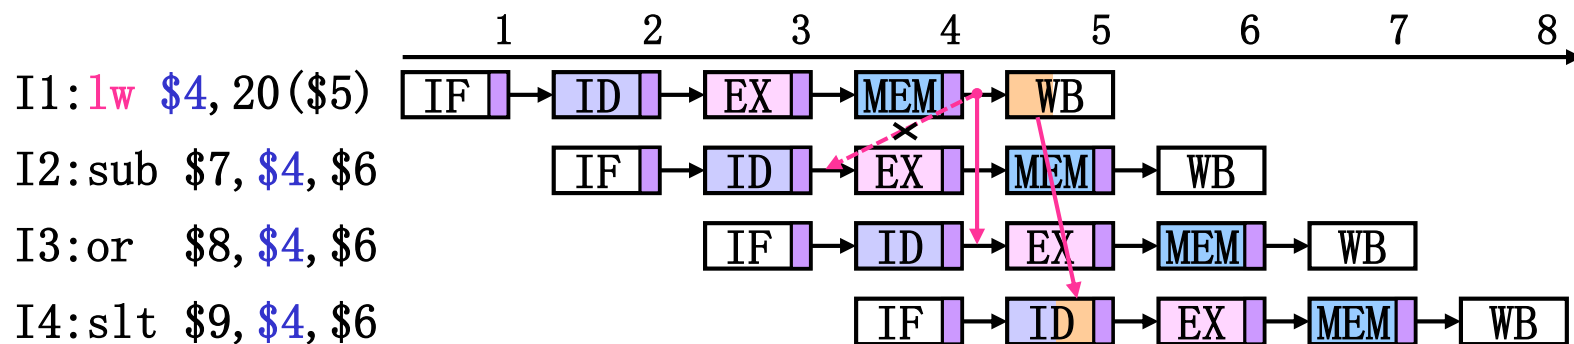 1 2 3 4 5 6 7 8
I1:lw $4,20($5) IF ID EX MEM WB
I2:sub $7,$4,$6 IF ID EX MEM WB
I3:or $8,$4,$6 IF ID EX MEM WB
I4:slt $9,$4,$6 IF ID EX MEM WB